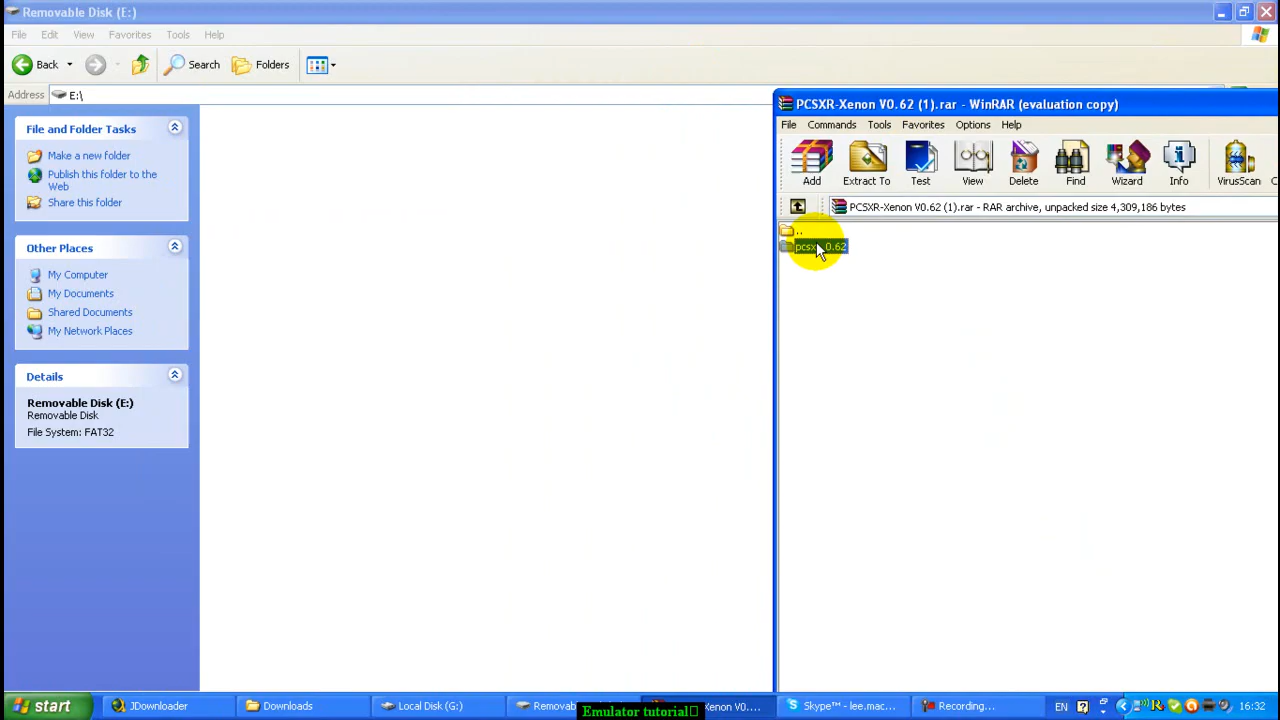 Removable Disk (E:)
File Edit View Favorites Tools Help
Back Search Folders
Address E:\
File and Folder Tasks
Make a new folder
Publish this folder to the
Web
Share this folder
Other Places
My Computer
My Documents
Shared Documents
My Network Places
Details
Removable Disk (E:)
Removable Disk
File System: FAT32
PCSXR-Xenon V0.62 (1).rar - WinRAR (evaluation copy)
File Commands Tools Favorites Options Help
Add Extract To Test View Delete Find Wizard Info VirusScan
PCSXR-Xenon V0.62 (1).rar - RAR archive, unpacked size 4,309,186 bytes
..
0.62
start JDownloader Downloads Local Disk (G:) Skype™ - lee.mac... Recording... EN 16:32
Emulator tutorial